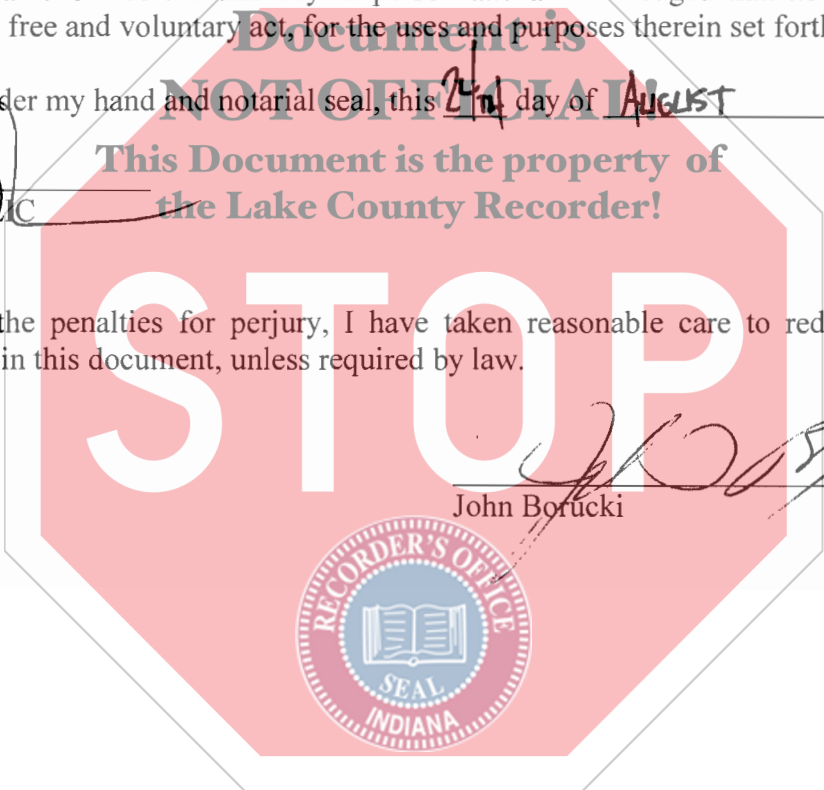 free and voluntary act, for the uses and purposes therein set forth
Document is
NOT OFFICIAL!
der my hand and notarial seal, this day of AUGUST
This Document is the property of
the Lake County Recorder!
C
STOP
the penalties for perjury, I have taken reasonable care to red
in this document, unless required by law.
John Borucki
RECORDER'S OFFICE
SEAL
INDIANA